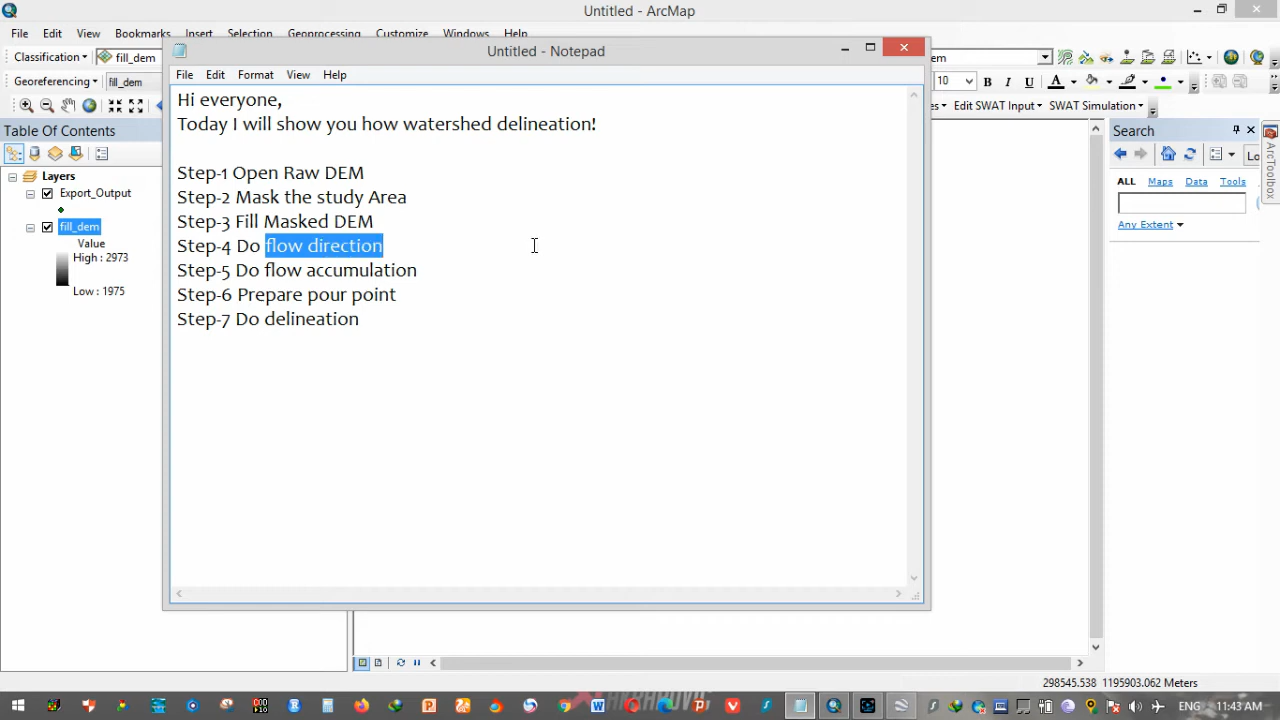 Untitled - ArcMap
File Edit View Bookmarks Insert Selection Geoprocessing Customize Windows Help
Untitled - Notepad
Classification fill_dem
Georeferencing fill_dem
10 B I U A
Edit SWAT Input SWAT Simulation
File Edit Format View Help
Hi everyone,
Today I will show you how watershed delineation!
Step-1 Open Raw DEM
Step-2 Mask the study Area
Step-3 Fill Masked DEM
Step-4 Do flow direction
Step-5 Do flow accumulation
Step-6 Prepare pour point
Step-7 Do delineation
Table Of Contents
Layers
Export_Output
fill_dem
Value
High : 2973
Low : 1975
Search
ArcToolbox
ALL Maps Data Tools
Any Extent
298545.538 1195903.062 Meters
ENG 11:43 AM